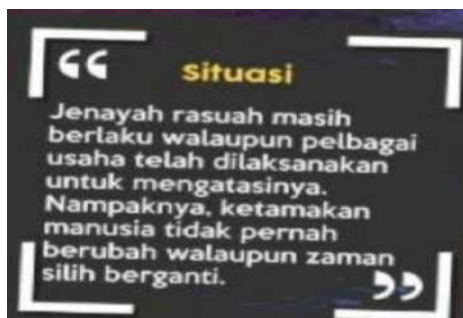 Situasi
Jenayah rasuah masih
berlaku walaupun pelbagai
usaha telah dilaksanakan
untuk mengatasinya.
Nampaknya, ketamakan
manusia tidak pernah
berubah walaupun zaman
silih berganti.